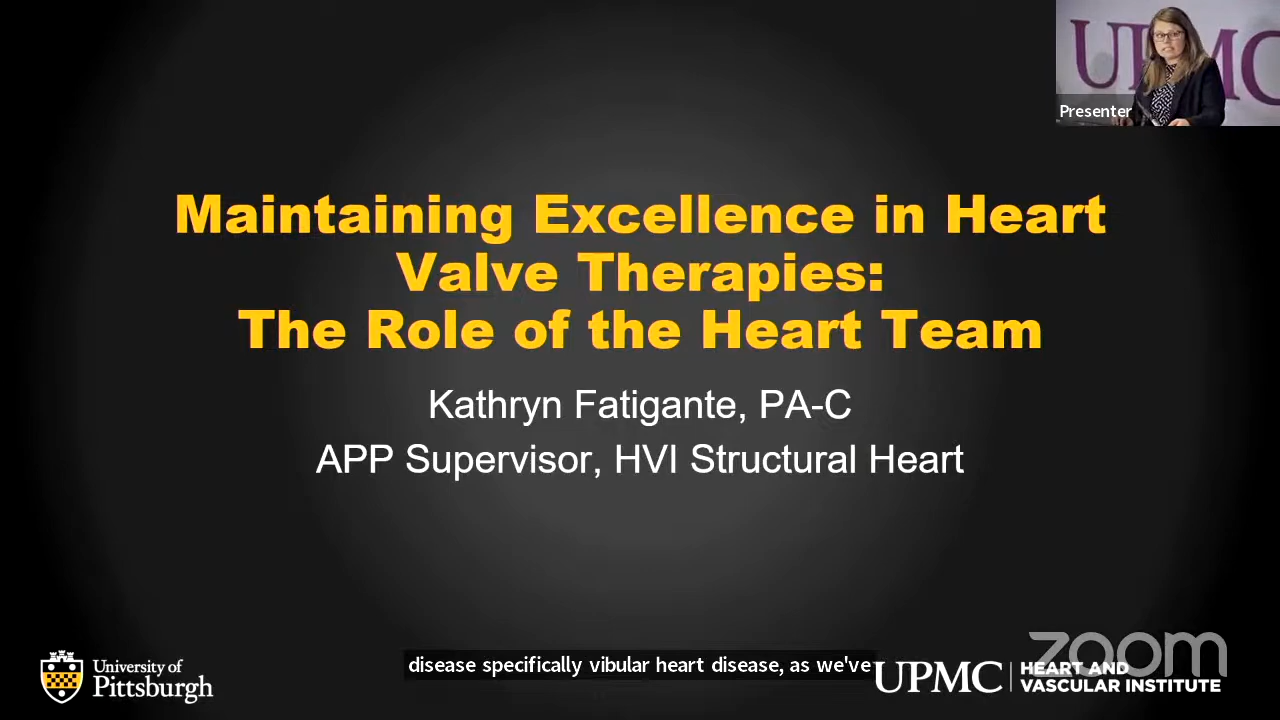 UPMC
Presenter
Maintaining Excellence in Heart
Valve Therapies:
The Role of the Heart Team
Kathryn Fatigante, PA-C
APP Supervisor, HVI Structural Heart
University of
Pittsburgh
disease specifically vibular heart disease, as we've
UPMC
HEART AND
VASCULAR INSTITUTE
zoom